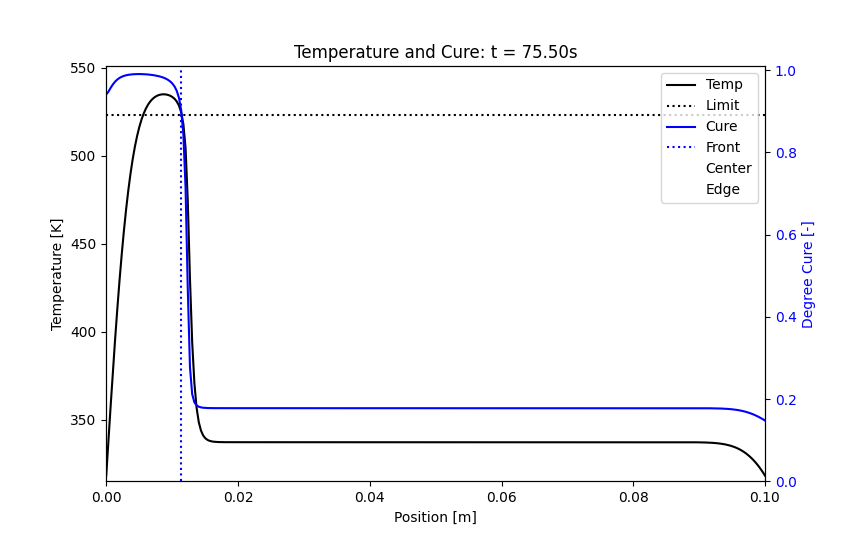 Temperature and Cure: t = 75.50s
550
500
450
400
350
Temperature [K]
1.0
0.8
0.6
0.4
0.2
0.0
Degree Cure [-]
Temp
Limit
Cure
Front
Center
Edge
0.00 0.02 0.04 0.06 0.08 0.10
Position [m]